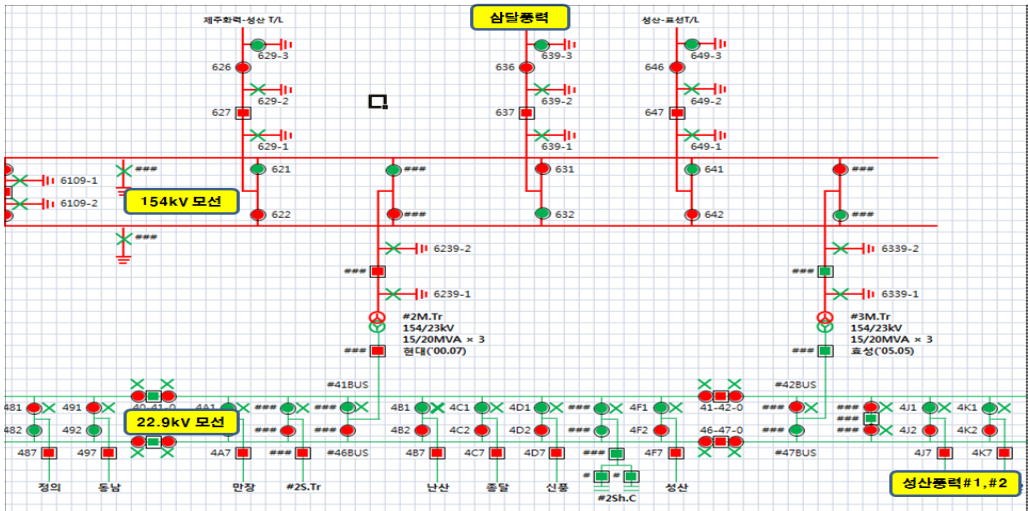 제주화력-성산 T/L
삼달풍력
성산-표선T/L
629-3
639-3
649-3
626
636
646
629-2
639-2
649-2
627
637
647
629-1
639-1
649-1
###
621
###
631
641
###
6109-1
154kV 모선
6109-2
622
###
632
642
###
###
6239-2
6339-2
###
###
6239-1
6339-1
#2M.Tr
154/23kV
15/20MVA × 3
현대('00.07)
###
#3M.Tr
154/23kV
15/20MVA × 3
효성('05.05)
###
#41BUS
#42BUS
481
491
40-41-0
4A1
###
###
4B1
4C1
4D1
###
4F1
41-42-0
###
###
4J1
4K1
###
482
492
22.9kV 모선
###
###
4B2
4C2
4D2
###
4F2
46-47-0
###
###
4J2
4K2
#46BUS
#47BUS
487
497
4A7
###
4B7
4C7
4D7
###
4F7
4J7
4K7
#
#
정의
동남
만장
#2S.Tr
난산
종달
신풍
#2Sh.C
성산
성산풍력#1,#2